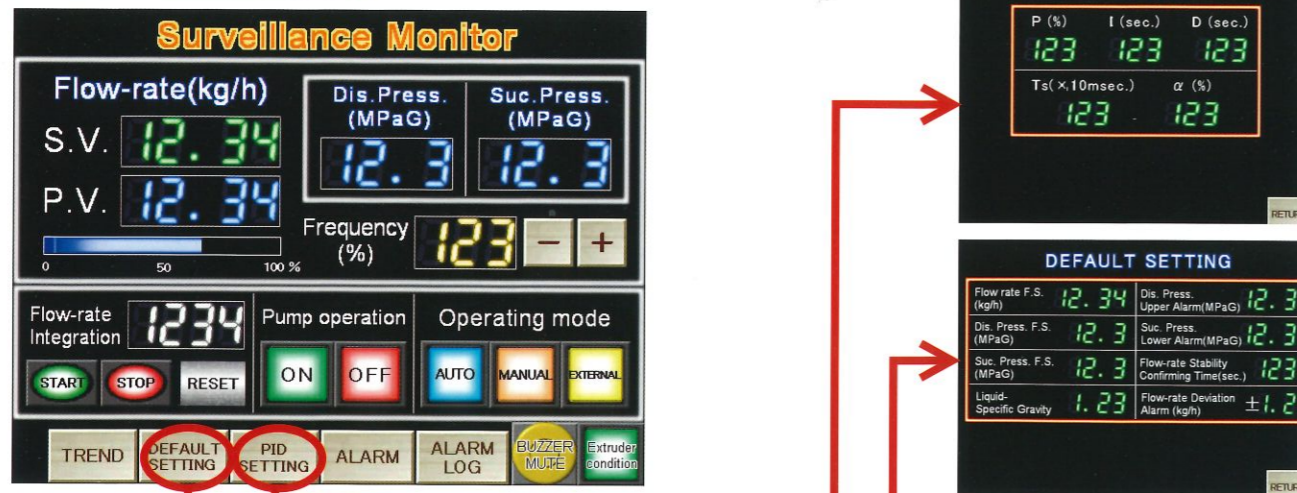 Surveillance Monitor
Flow-rate(kg/h)
S.V. 12.34
P.V. 12.34
0 50 100 %
Dis.Press. (MPaG)
12.3
Suc.Press. (MPaG)
12.3
Frequency (%) 123 − +
Flow-rate Integration 1234
START STOP RESET
Pump operation
ON OFF
Operating mode
AUTO MANUAL EXTERNAL
TREND DEFAULT SETTING PID SETTING ALARM ALARM LOG BUZZER MUTE Extruder condition
P (%) I (sec.) D (sec.)
123 123 123
Ts(×,10msec.) α (%)
123 123
DEFAULT SETTING
Flow rate F.S. (kg/h) 12.34
Dis. Press. Upper Alarm(MPaG) 12.3
Dis. Press. F.S. (MPaG) 12.3
Suc. Press. Lower Alarm(MPaG) 12.3
Suc. Press. F.S. (MPaG) 12.3
Flow-rate Stability Confirming Time(sec.) 123
Liquid-Specific Gravity 1.23
Flow-rate Deviation Alarm (kg/h) ±1.2